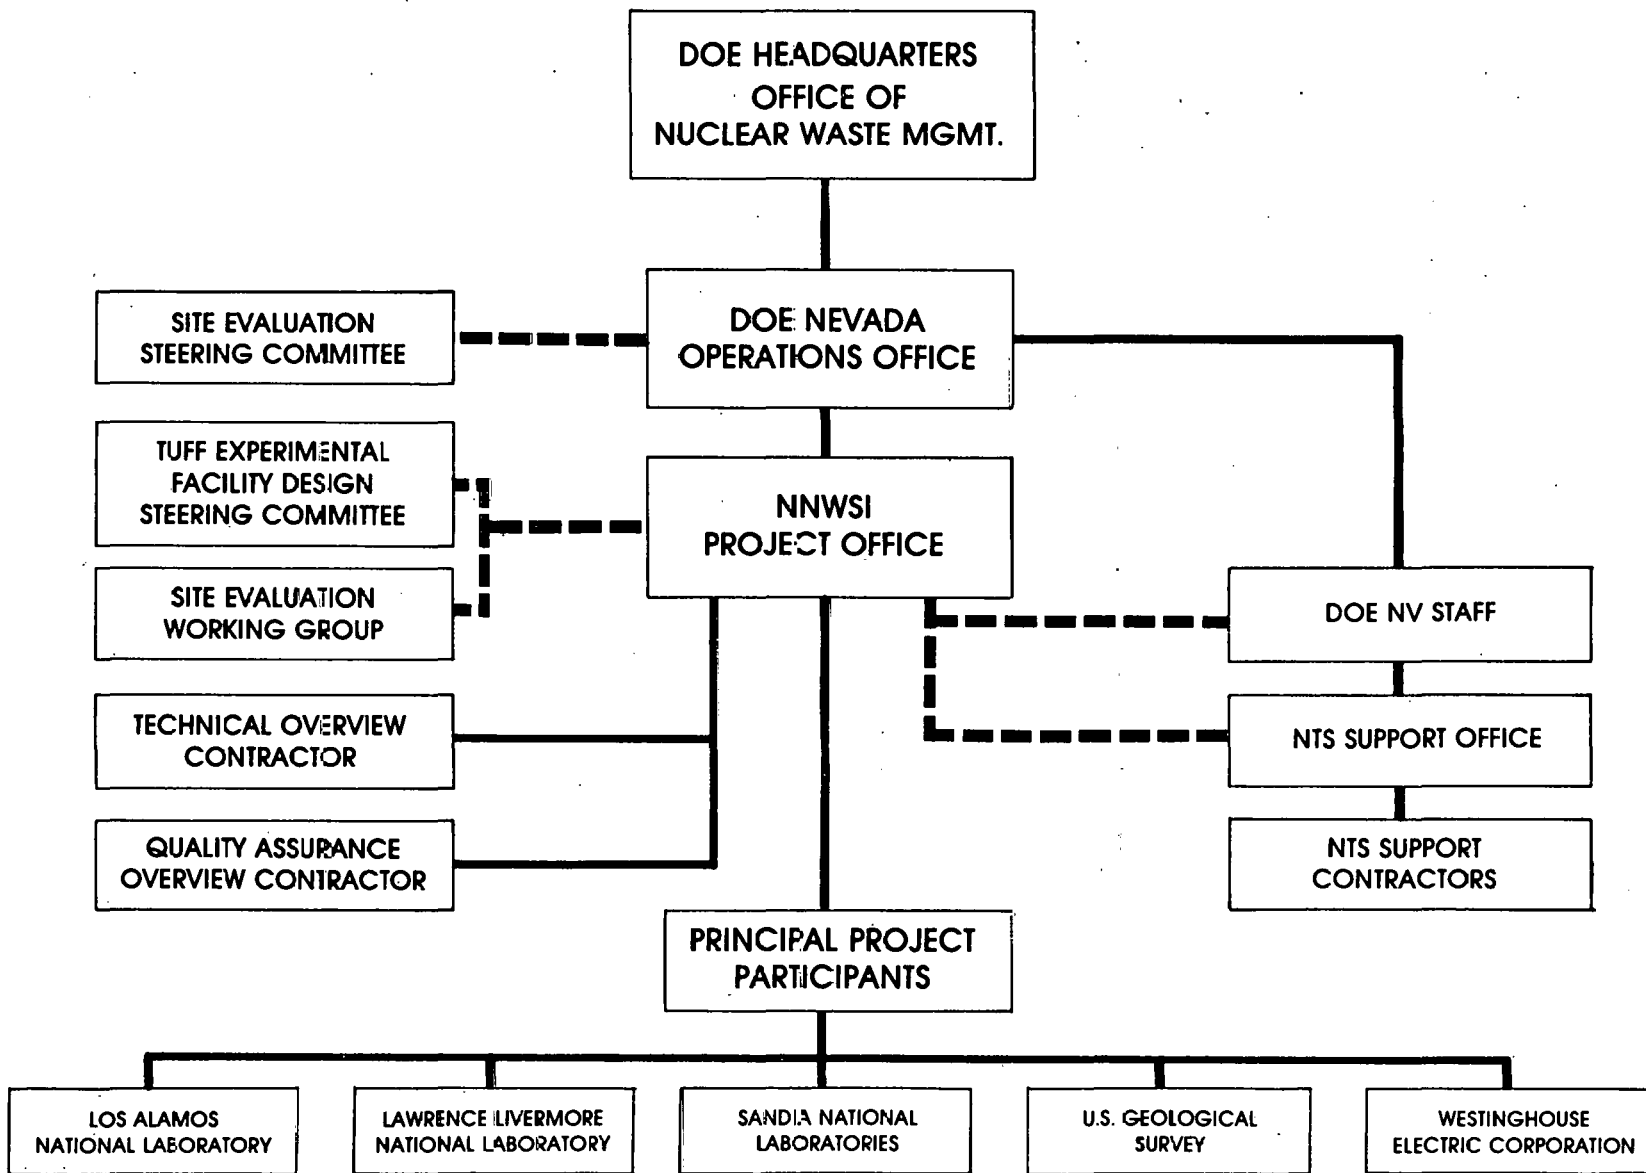 DOE HEADQUARTERS
OFFICE OF
NUCLEAR WASTE MGMT.
SITE EVALUATION
STEERING COMMITTEE
DOE NEVADA
OPERATIONS OFFICE
TUFF EXPERIMENTAL
FACILITY DESIGN
STEERING COMMITTEE
NNWSI
PROJECT OFFICE
SITE EVALUATION
WORKING GROUP
DOE NV STAFF
TECHNICAL OVERVIEW
CONTRACTOR
NTS SUPPORT OFFICE
QUALITY ASSURANCE
OVERVIEW CONTRACTOR
NTS SUPPORT
CONTRACTORS
PRINCIPAL PROJECT
PARTICIPANTS
LOS ALAMOS
NATIONAL LABORATORY
LAWRENCE LIVERMORE
NATIONAL LABORATORY
SANDIA NATIONAL
LABORATORIES
U.S. GEOLOGICAL
SURVEY
WESTINGHOUSE
ELECTRIC CORPORATION